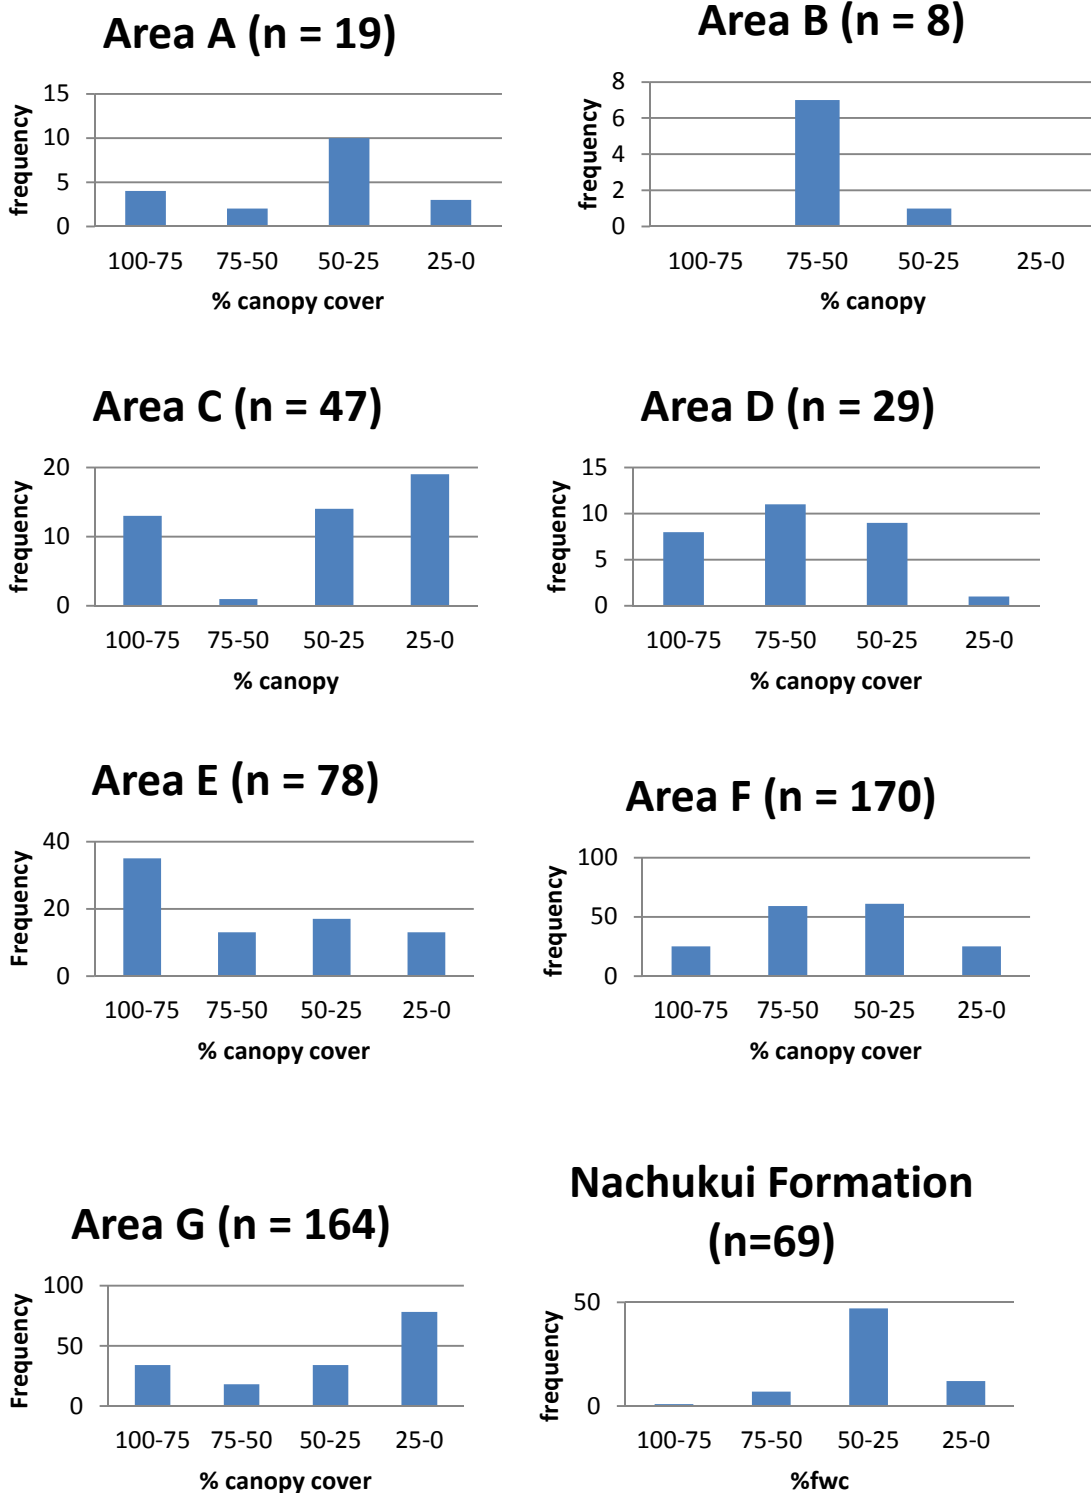 Area A (n = 19)
frequency
15
10
5
0
100-75 75-50 50-25 25-0
% canopy cover
Area B (n = 8)
frequency
8
6
4
2
0
100-75 75-50 50-25 25-0
% canopy
Area C (n = 47)
frequency
20
10
0
100-75 75-50 50-25 25-0
% canopy
Area D (n = 29)
frequency
15
10
5
0
100-75 75-50 50-25 25-0
% canopy cover
Area E (n = 78)
Frequency
40
20
0
100-75 75-50 50-25 25-0
% canopy cover
Area F (n = 170)
frequency
100
50
0
100-75 75-50 50-25 25-0
% canopy cover
Area G (n = 164)
Frequency
100
50
0
100-75 75-50 50-25 25-0
% canopy cover
Nachukui Formation
(n=69)
frequency
50
0
100-75 75-50 50-25 25-0
%fwc